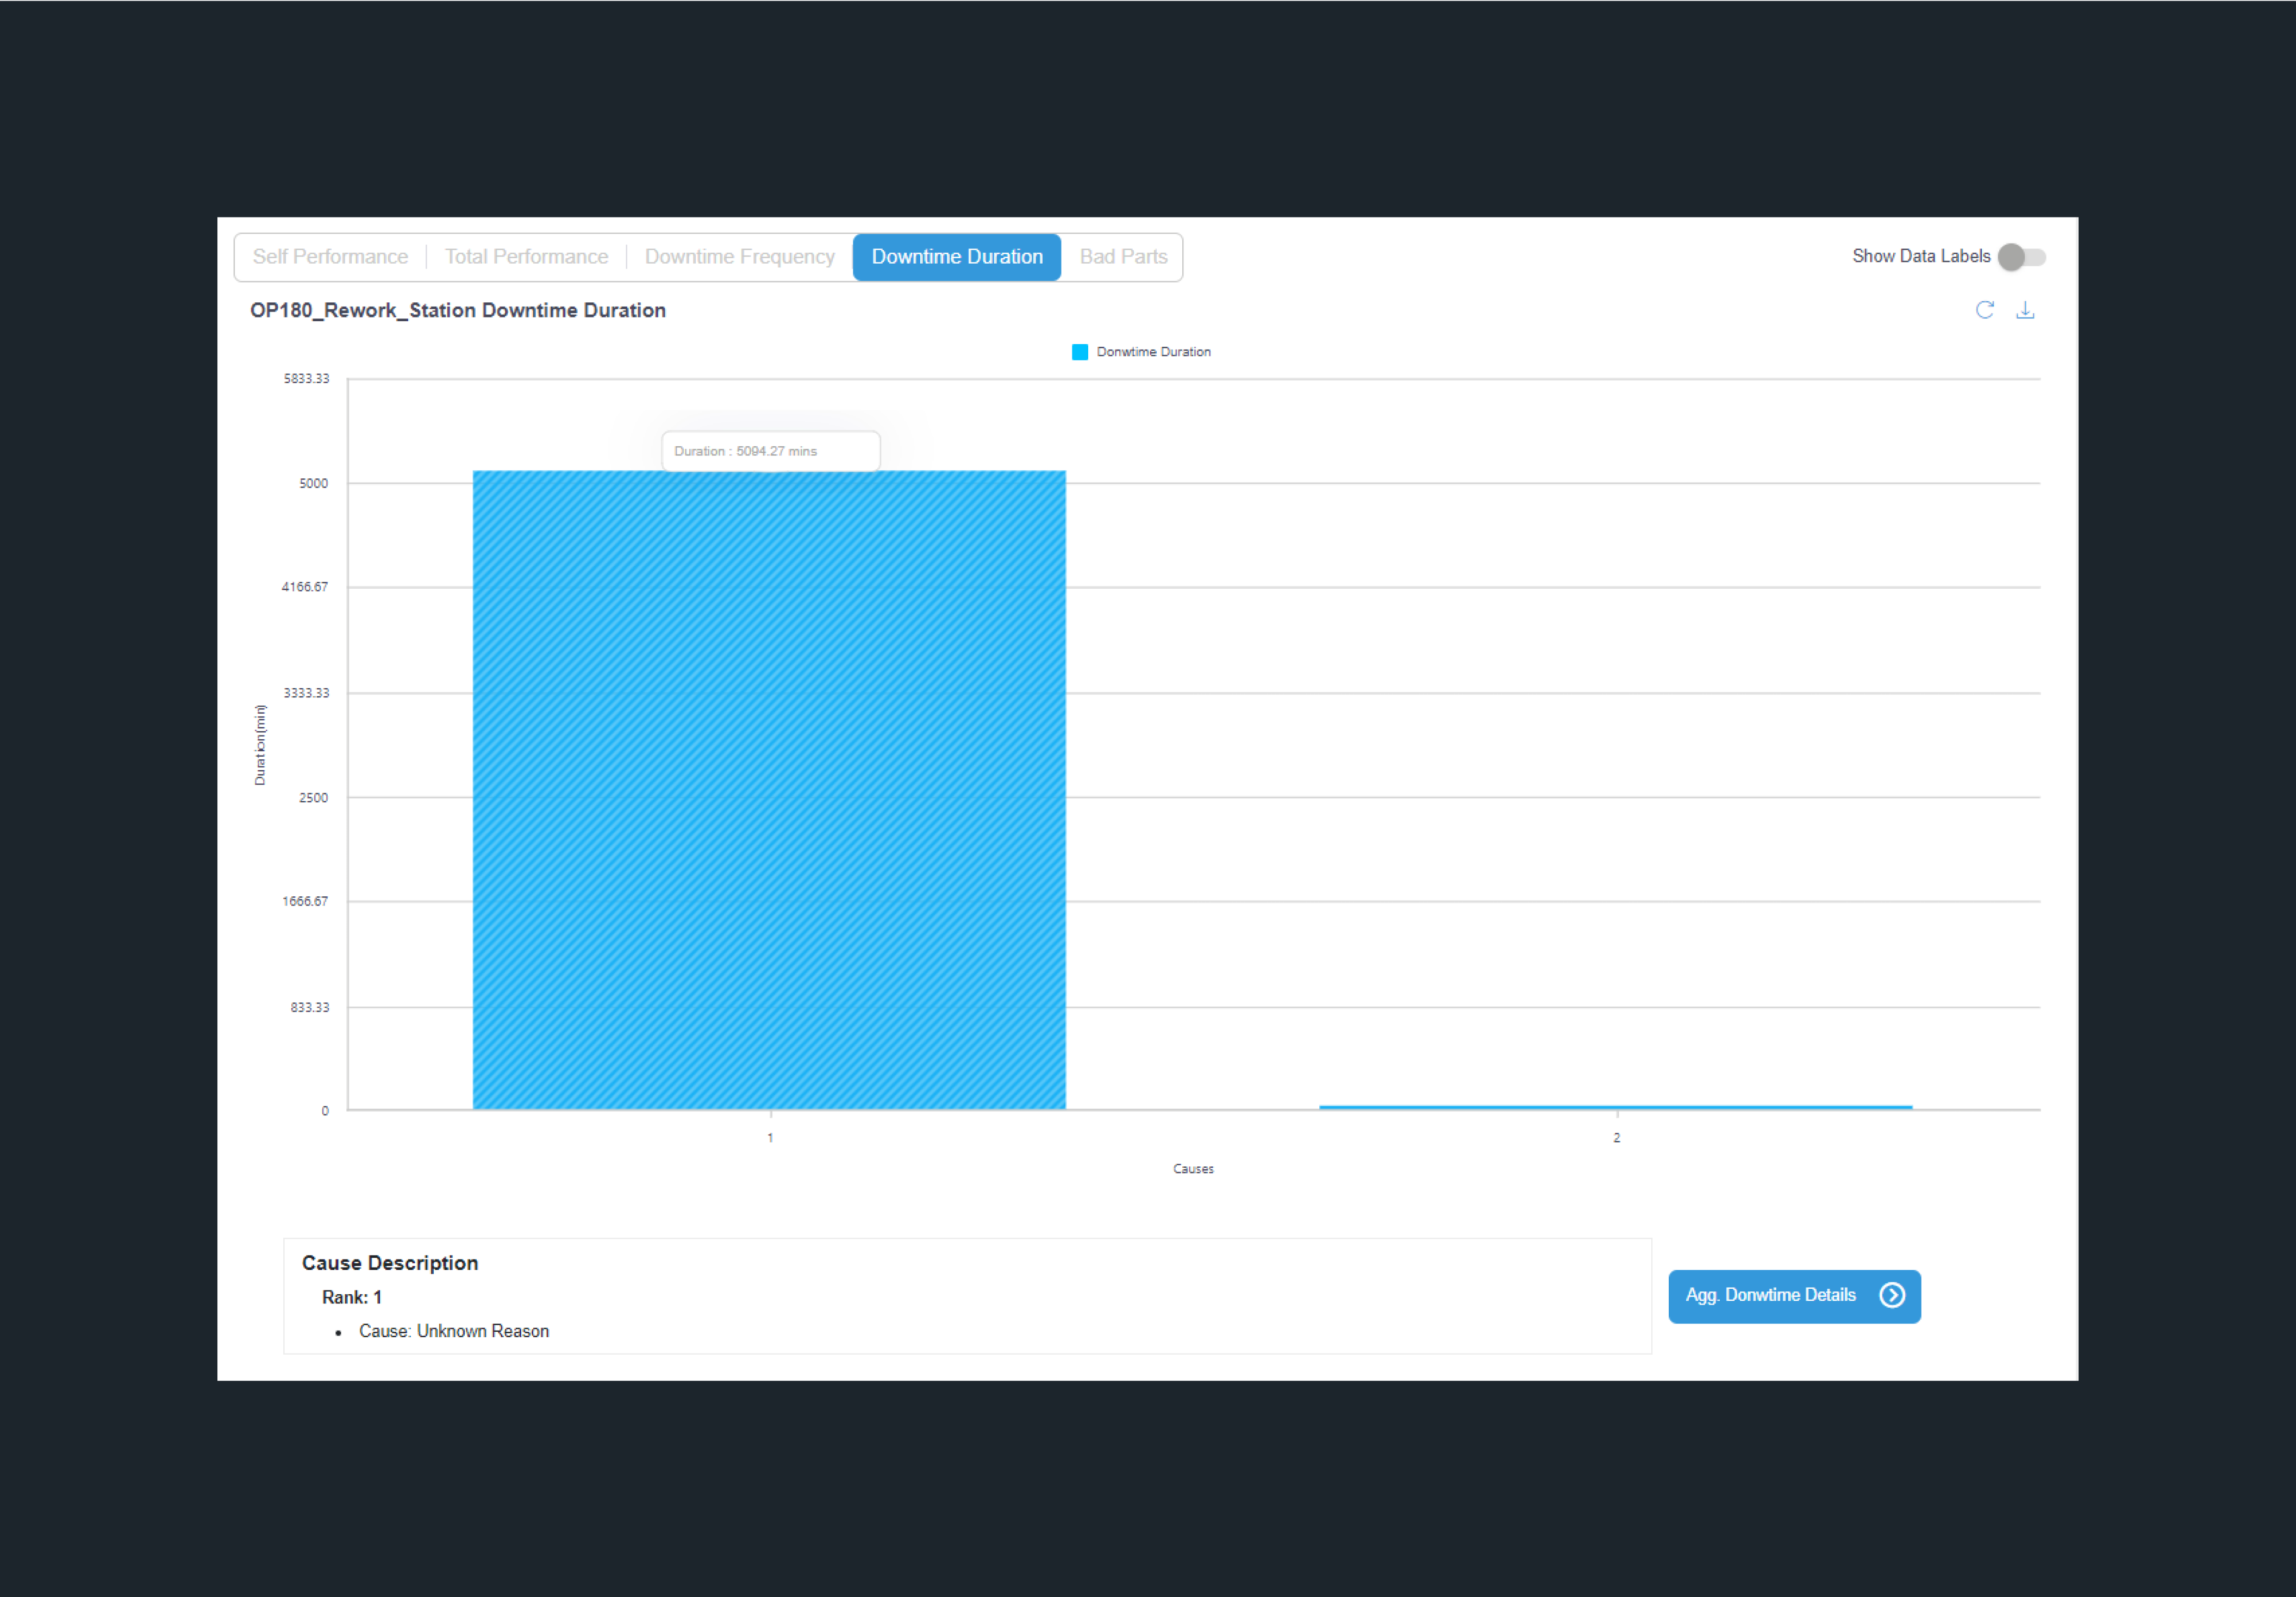 Self Performance Total Performance Downtime Frequency Downtime Duration Bad Parts Show Data Labels
OP180_Rework_Station Downtime Duration
Donwtime Duration
5833.33
Duration : 5094.27 mins
5000
4166.67
3333.33
Duration(min)
2500
1666.67
833.33
0
1 2
Causes
Cause Description
Rank: 1
• Cause: Unknown Reason
Agg. Donwtime Details